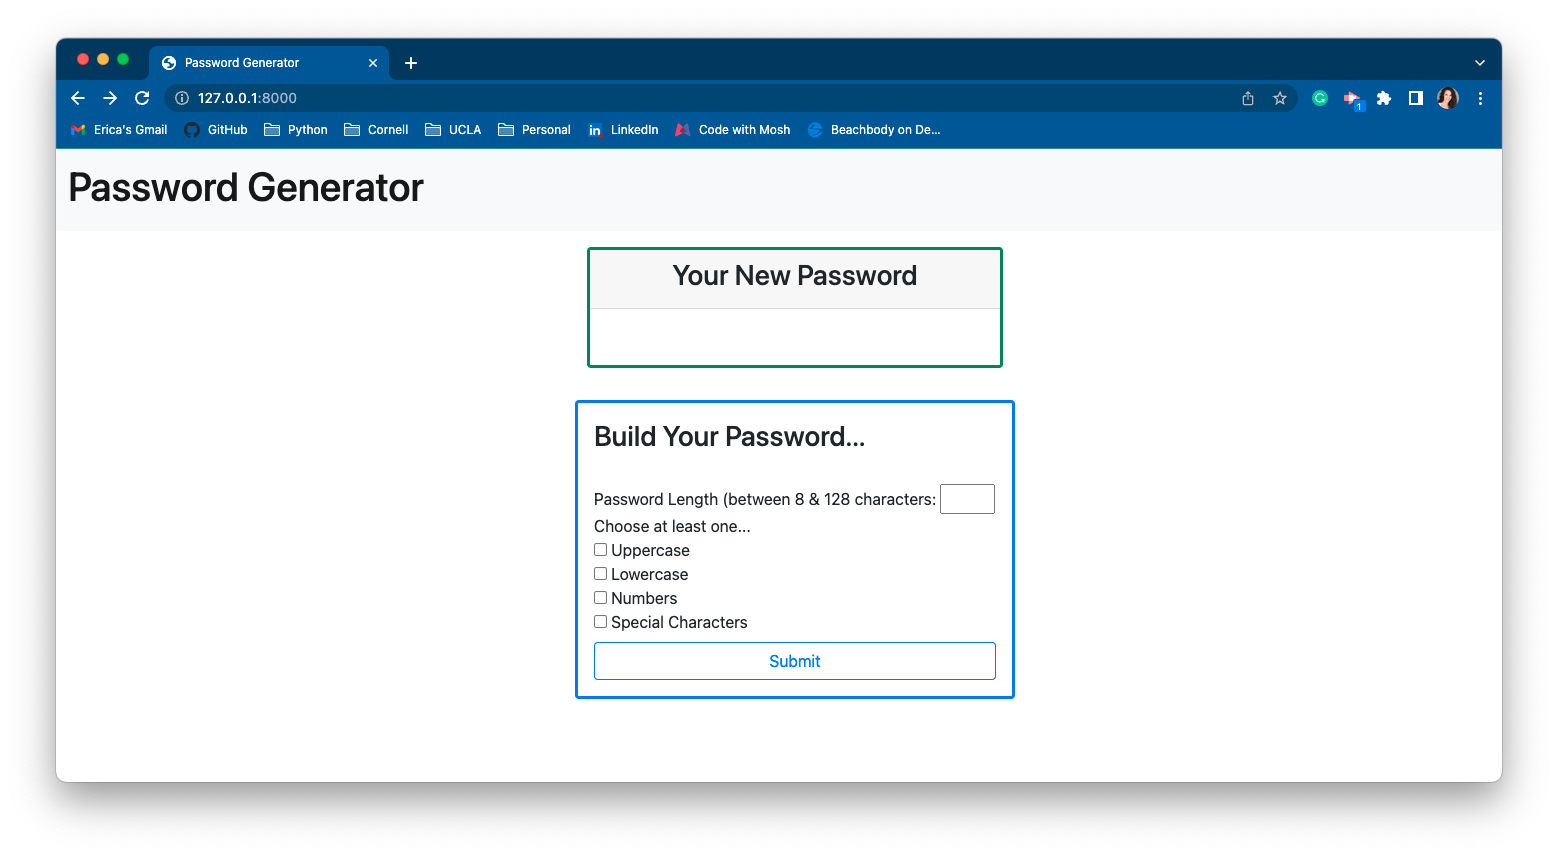 Password Generator
127.0.0.1:8000
1
Erica's Gmail GitHub Python Cornell UCLA Personal LinkedIn Code with Mosh Beachbody on De...
Password Generator
Your New Password
Build Your Password...
Password Length (between 8 & 128 characters:
Choose at least one...
Uppercase
Lowercase
Numbers
Special Characters
Submit